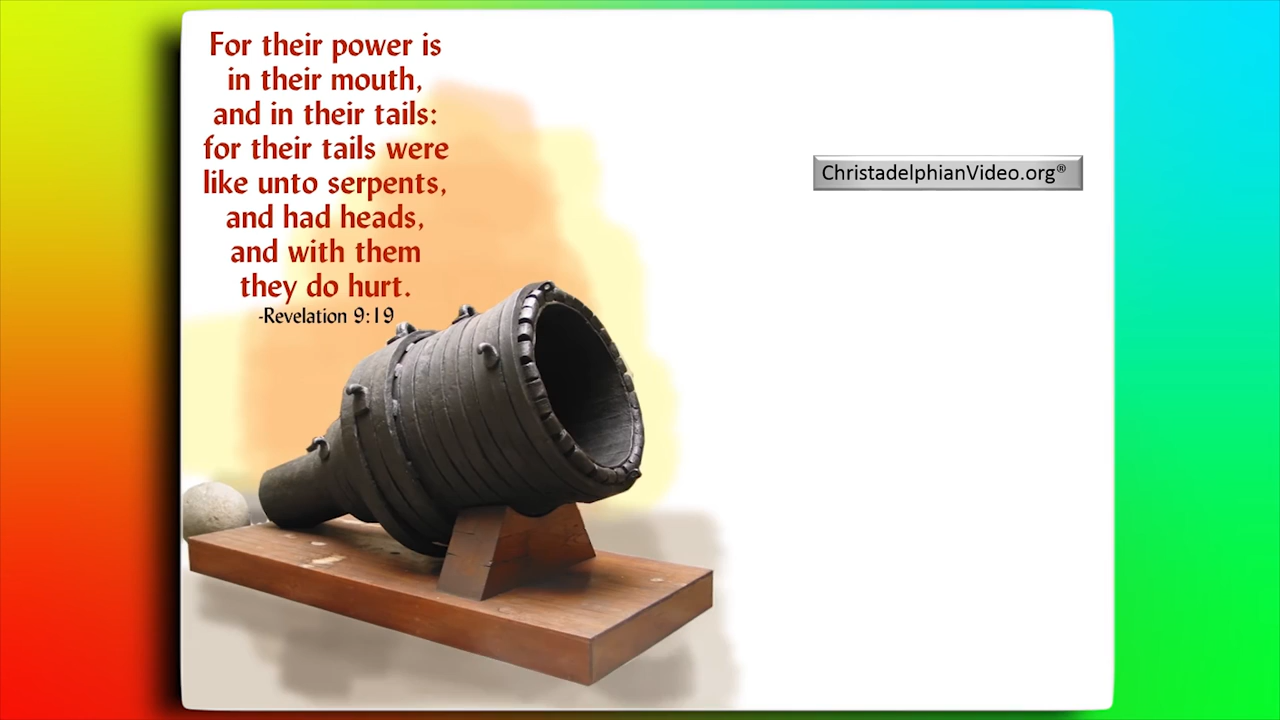 For their power is
in their mouth,
and in their tails:
for their tails were
like unto serpents,
and had heads,
and with them
they do hurt.
-Revelation 9:19
ChristadelphianVideo.org®